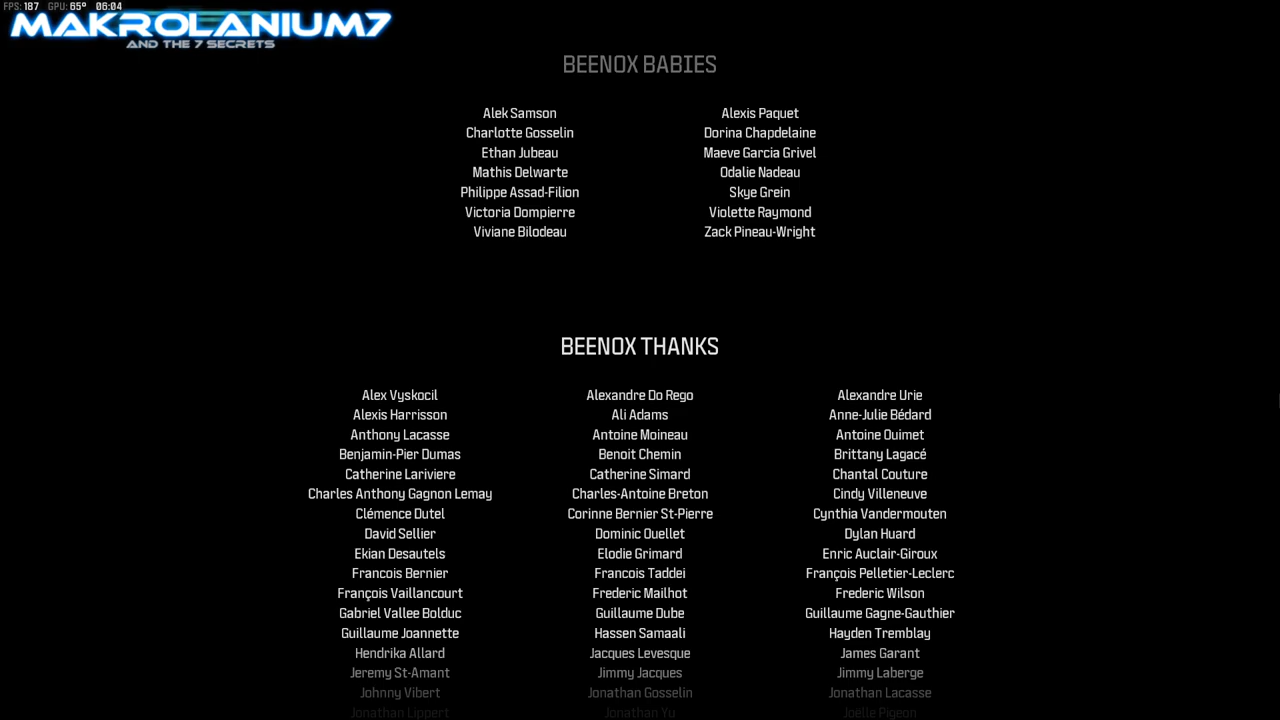 FPS: 187 GPU: 65° 06:04
MAKROLANIUM7
AND THE 7 SECRETS
BEENOX BABIES
Alek Samson Alexis Paquet
Charlotte Gosselin Dorina Chapdelaine
Ethan Jubeau Maeve Garcia Grivel
Mathis Delwarte Odalie Nadeau
Philippe Assad-Filion Skye Grein
Victoria Dompierre Violette Raymond
Viviane Bilodeau Zack Pineau-Wright
BEENOX THANKS
Alex Vyskocil Alexandre Do Rego Alexandre Urie
Alexis Harrisson Ali Adams Anne-Julie Bédard
Anthony Lacasse Antoine Moineau Antoine Ouimet
Benjamin-Pier Dumas Benoit Chemin Brittany Lagacé
Catherine Lariviere Catherine Simard Chantal Couture
Charles Anthony Gagnon Lemay Charles-Antoine Breton Cindy Villeneuve
Clémence Dutel Corinne Bernier St-Pierre Cynthia Vandermouten
David Sellier Dominic Ouellet Dylan Huard
Ekian Desautels Elodie Grimard Enric Auclair-Giroux
Francois Bernier Francois Taddei François Pelletier-Leclerc
François Vaillancourt Frederic Mailhot Frederic Wilson
Gabriel Vallee Bolduc Guillaume Dube Guillaume Gagne-Gauthier
Guillaume Joannette Hassen Samaali Hayden Tremblay
Hendrika Allard Jacques Levesque James Garant
Jeremy St-Amant Jimmy Jacques Jimmy Laberge
Johnny Vibert Jonathan Gosselin Jonathan Lacasse
Jonathan Lippert Jonathan Yu Joëlle Pigeon